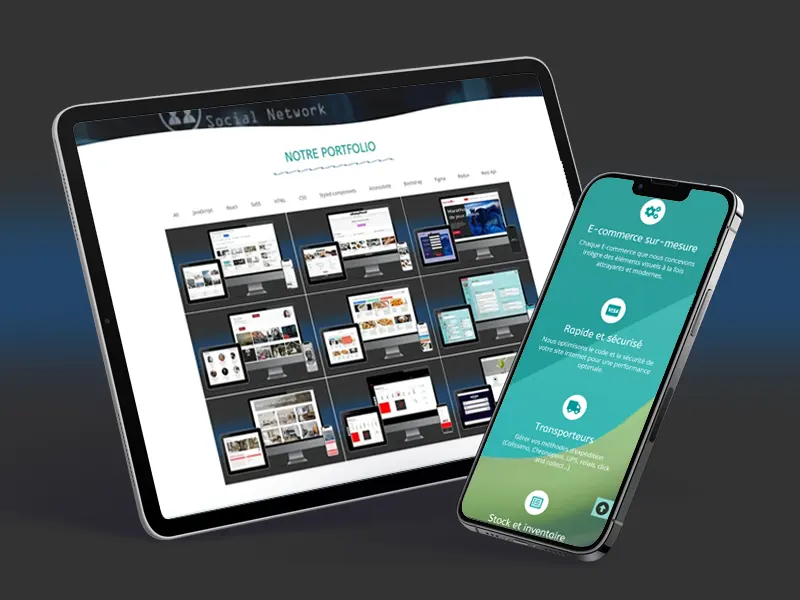 Social Network
NOTRE PORTFOLIO
All JavaScript React SaSS HTML CSS Styled components Accessibilité Bootstrap Figma Redux Rest Api
E-commerce sur-mesure
Chaque E-commerce que nous concevons
intègre des éléments visuels à la fois
attrayants et modernes.
VISA
Rapide et sécurisé
Nous optimisons le code et la sécurité de
votre site internet pour une performance
optimale.
Transporteurs
Gérer vos méthodes d'expédition
(Colissimo, Chronopost, UPS, relais, click
and collect...)
Stock et inventaire